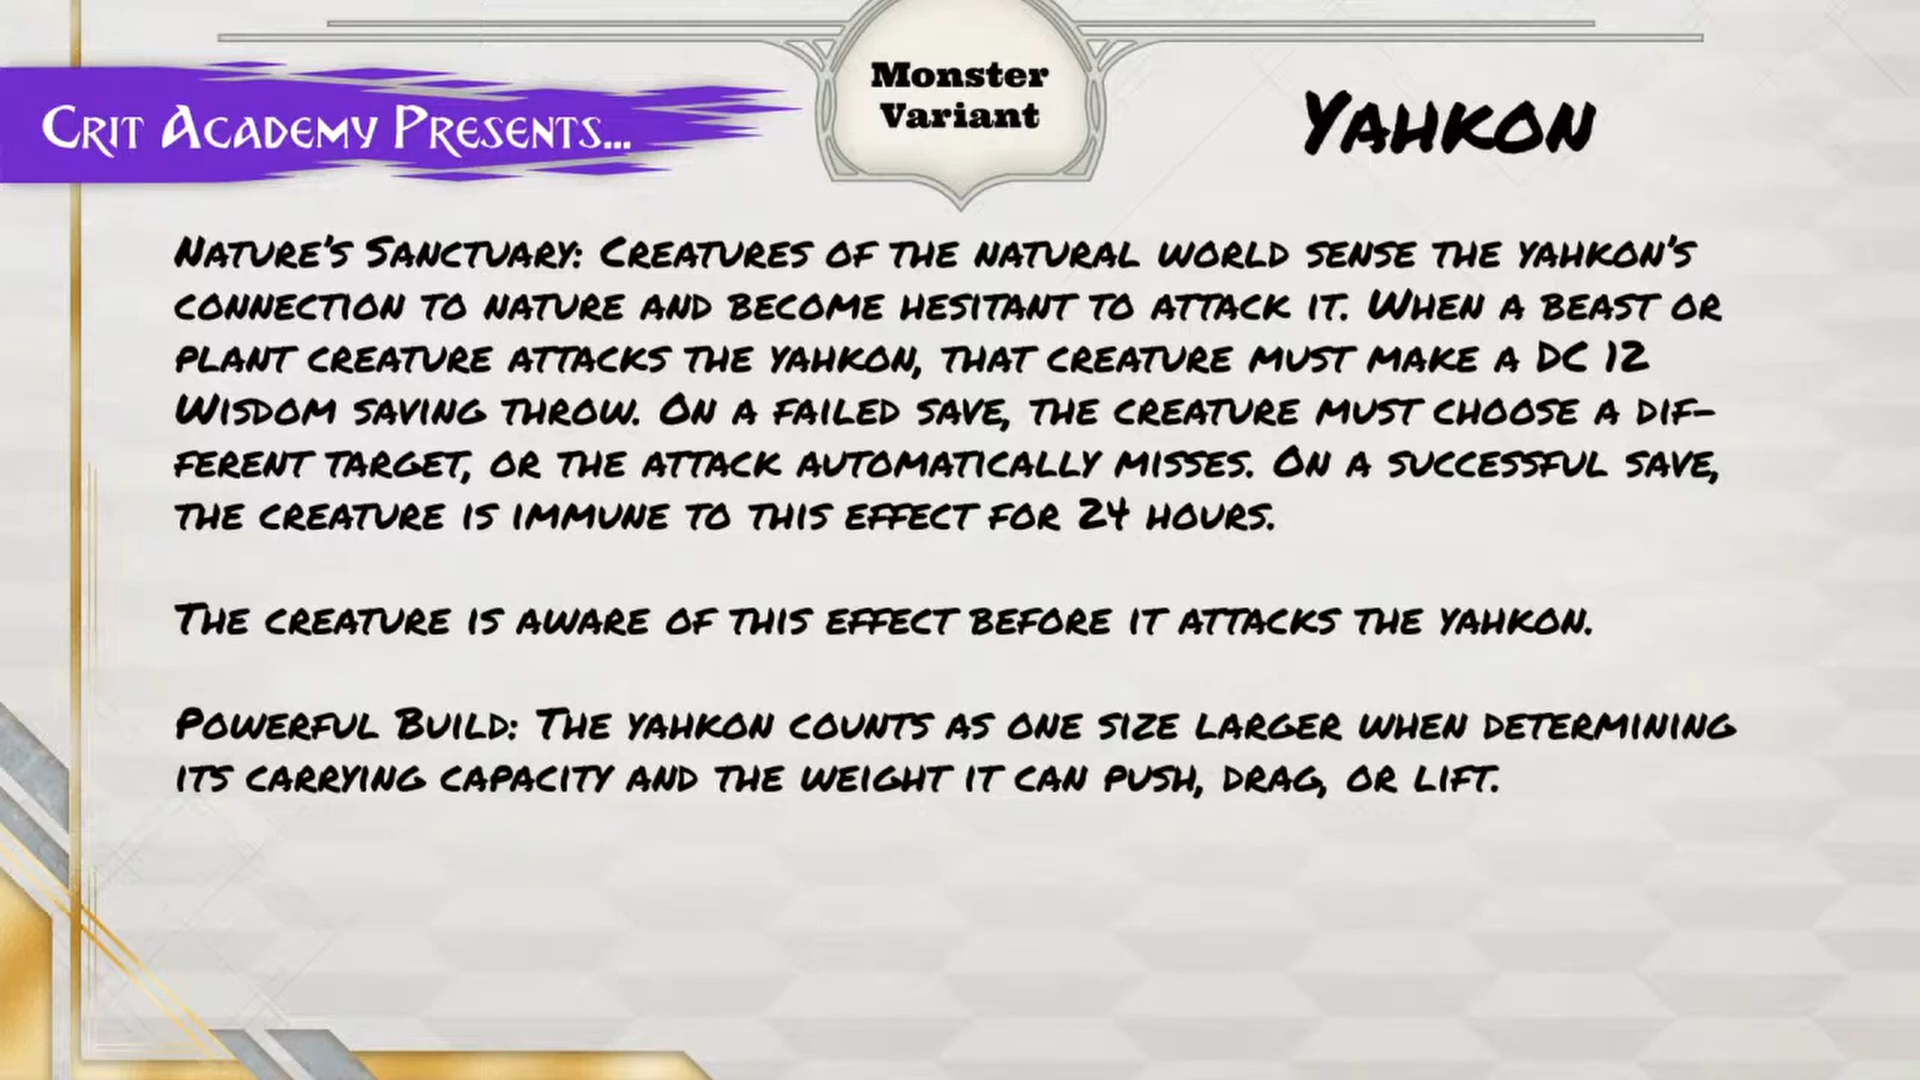 Crit Academy Presents...
Monster
Variant
Yahkon
Nature's Sanctuary: Creatures of the natural world sense the yahkon's
connection to nature and become hesitant to attack it. When a beast or
plant creature attacks the yahkon, that creature must make a DC 12
Wisdom saving throw. On a failed save, the creature must choose a dif-
ferent target, or the attack automatically misses. On a successful save,
the creature is immune to this effect for 24 hours.
The creature is aware of this effect before it attacks the yahkon.
Powerful Build: The yahkon counts as one size larger when determining
its carrying capacity and the weight it can push, drag, or lift.